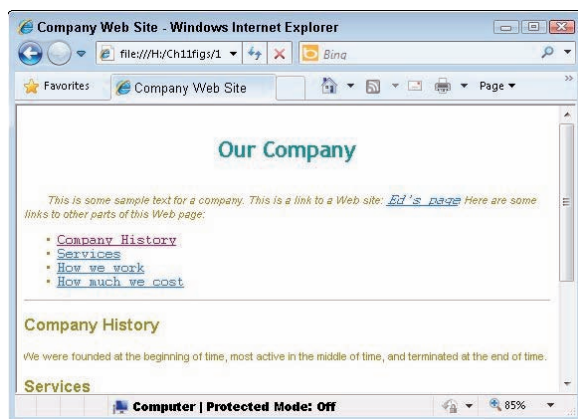 Company Web Site - Windows Internet Explorer
file:///H:/Ch11figs/1
Bing
Favorites
Company Web Site
Page
Our Company
This is some sample text for a company. This is a link to a Web site: Ed's page Here are some
links to other parts of this Web page:
• Company History
• Services
• How we work
• How much we cost
Company History
We were founded at the beginning of time, most active in the middle of time, and terminated at the end of time.
Services
Computer | Protected Mode: Off
85%